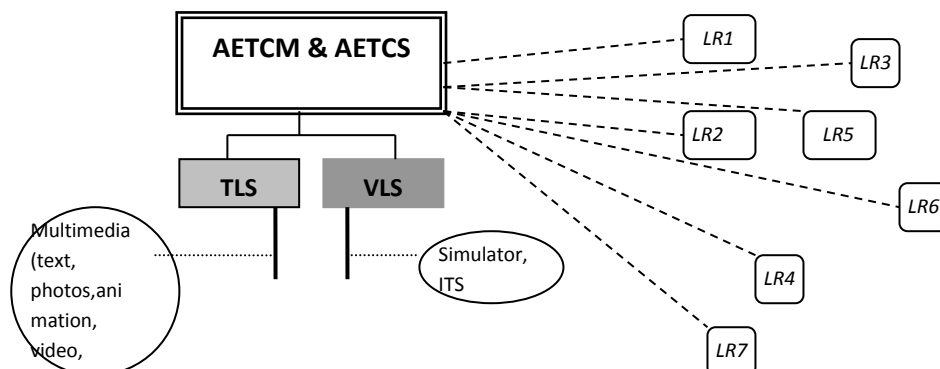 AETCM & AETCS
LR1
LR3
LR2
LR5
TLS
VLS
LR6
Multimedia
(text,
photos,ani
mation,
video,
Simulator,
ITS
LR4
LR7